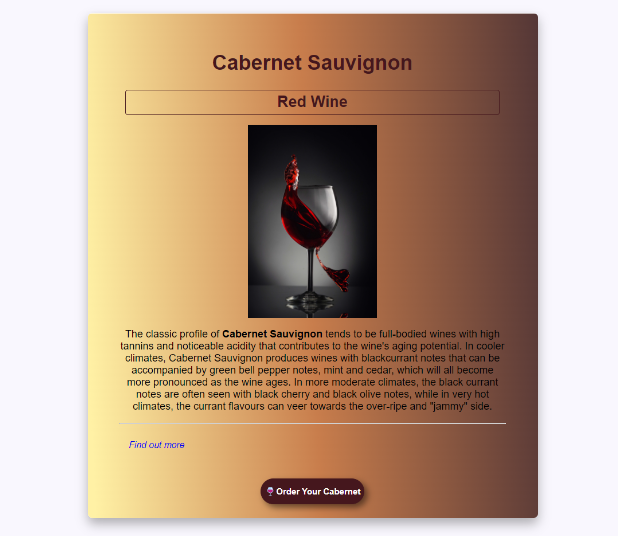 Cabernet Sauvignon
Red Wine
The classic profile of Cabernet Sauvignon tends to be full-bodied wines with high
tannins and noticeable acidity that contributes to the wine's aging potential. In cooler
climates, Cabernet Sauvignon produces wines with blackcurrant notes that can be
accompanied by green bell pepper notes, mint and cedar, which will all become
more pronounced as the wine ages. In more moderate climates, the black currant
notes are often seen with black cherry and black olive notes, while in very hot
climates, the currant flavours can veer towards the over-ripe and "jammy" side.
Find out more
🍷Order Your Cabernet